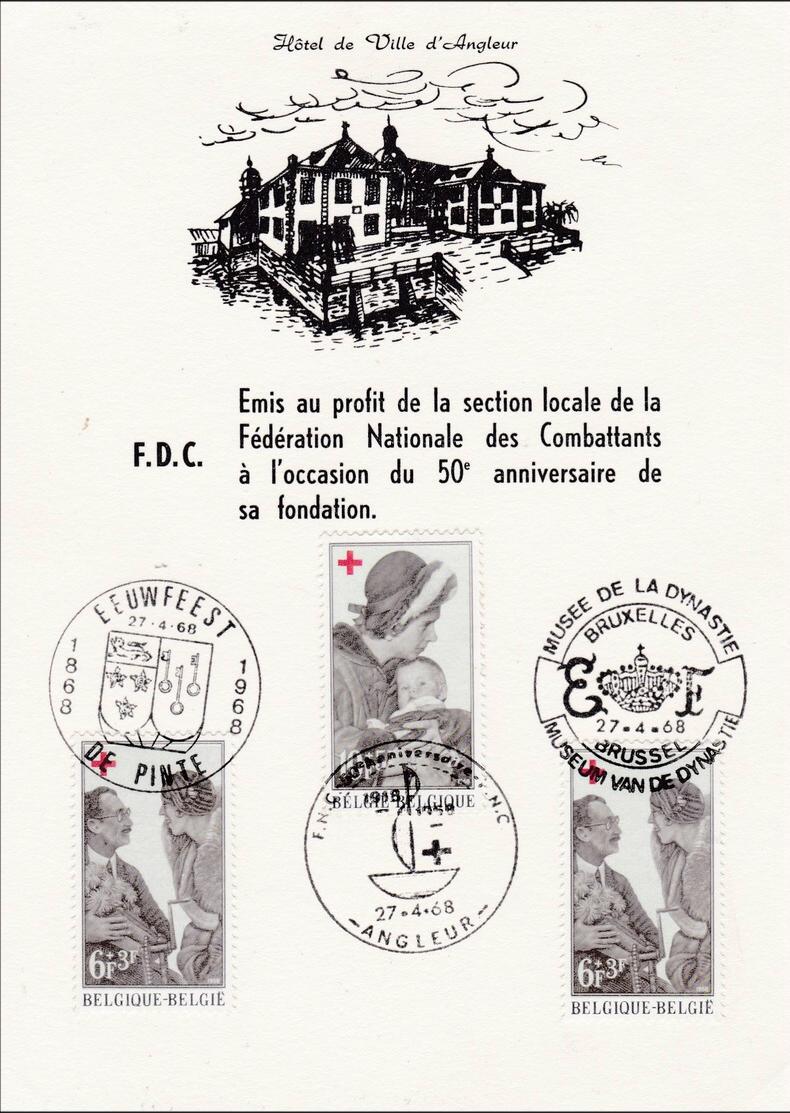 Hôtel de Ville d'Angleur
F.D.C.
Emis au profit de la section locale de la
Fédération Nationale des Combattants
à l'occasion du 50e anniversaire de
sa fondation.
EEUWFEEST
27·4·68
1868
1968
DE PINTE
BELGIQUE-BELGIË
F.N.C. anniversaire F.N.C
1918
1968
27·4·68
-ANGLEUR-
MUSEE DE LA DYNASTIE
BRUXELLES
E F
27·4·68
BRUSSEL
MUSEUM VAN DE DYNASTIE
6F+3F
BELGIQUE-BELGIË
6F+3F
BELGIQUE-BELGIË